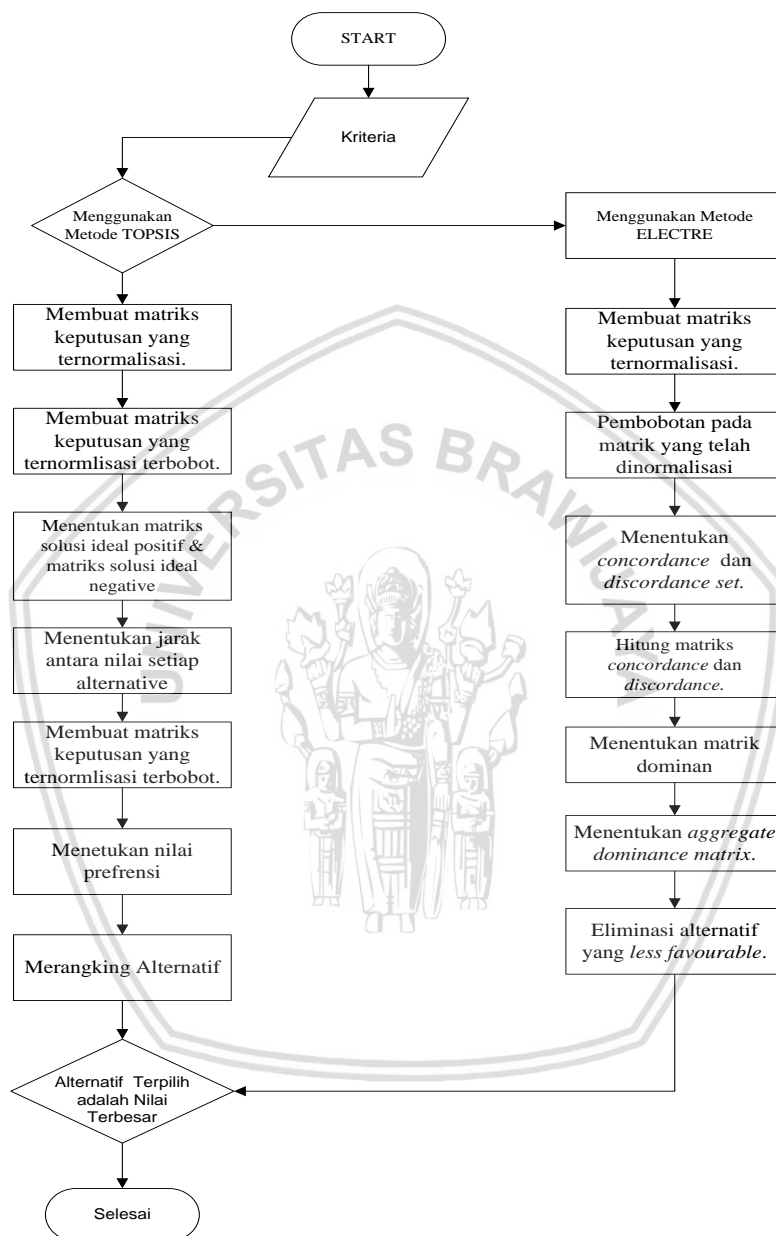 START
Kriteria
Menggunakan
Metode TOPSIS
Menggunakan Metode
ELECTRE
Membuat matriks
keputusan yang
ternormalisasi.
Membuat matriks
keputusan yang
ternormlisasi terbobot.
Menentukan matriks
solusi ideal positif &
matriks solusi ideal
negative
Menentukan jarak
antara nilai setiap
alternative
Membuat matriks
keputusan yang
ternormlisasi terbobot.
Menetukan nilai
prefrensi
Merangking Alternatif
Membuat matriks
keputusan yang
ternormalisasi.
Pembobotan pada
matrik yang telah
dinormalisasi
Menentukan
concordance dan
discordance set.
Hitung matriks
concordance dan
discordance.
Menentukan matrik
dominan
Menentukan aggregate
dominance matrix.
Eliminasi alternatif
yang less favourable.
Alternatif Terpilih
adalah Nilai
Terbesar
Selesai
UNIVERSITAS BRAWIJAYA